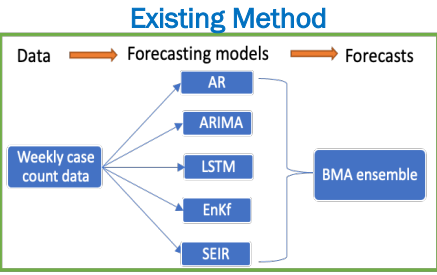 Existing Method
Data
Forecasting models
Forecasts
AR
ARIMA
Weekly case
count data
LSTM
BMA ensemble
EnKf
SEIR